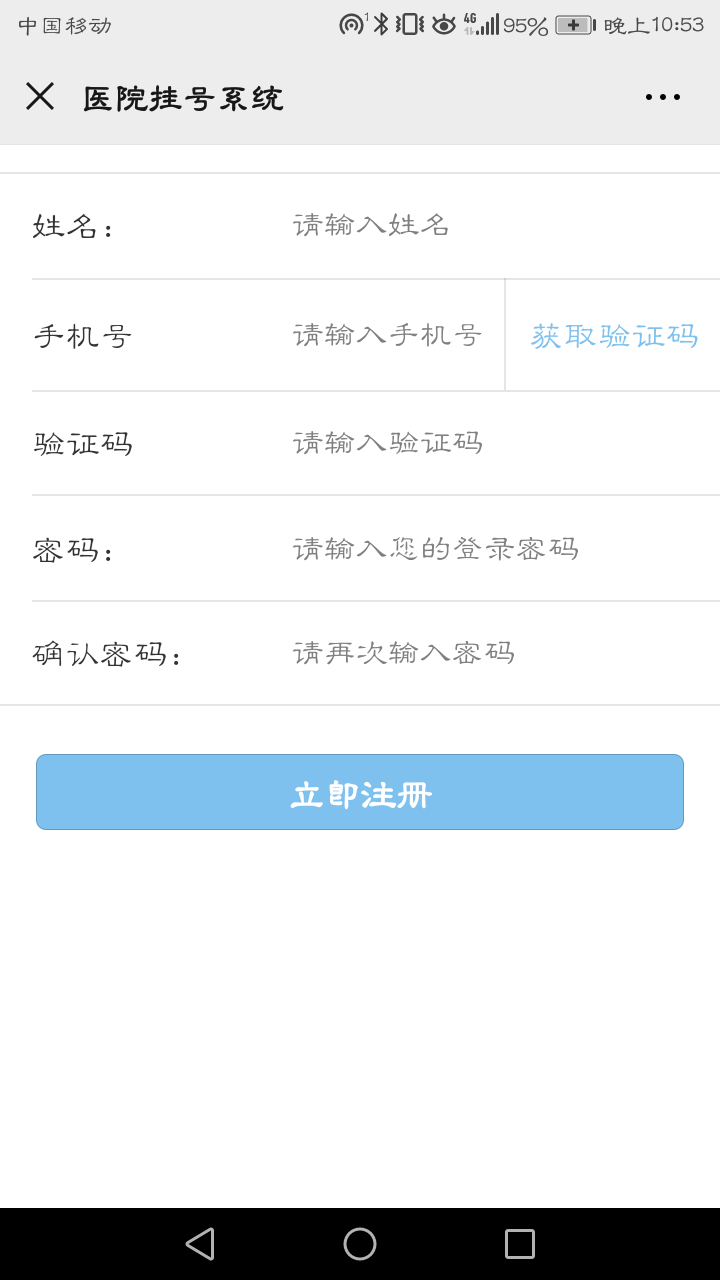 中国移动 1 4G 95% 晚上10:53
医院挂号系统
姓名： 请输入姓名
手机号 请输入手机号 获取验证码
验证码 请输入验证码
密码： 请输入您的登录密码
确认密码： 请再次输入密码
立即注册